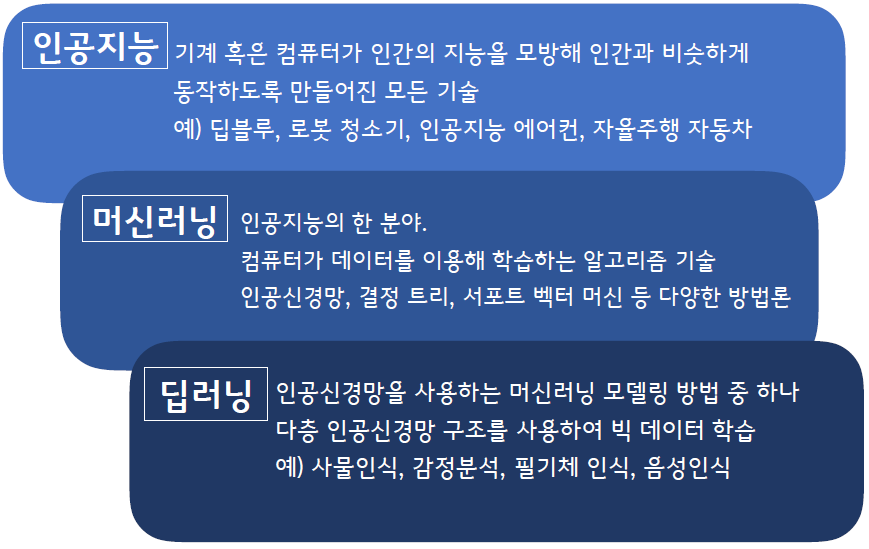 인공지능
기계 혹은 컴퓨터가 인간의 지능을 모방해 인간과 비슷하게
동작하도록 만들어진 모든 기술
예) 딥블루, 로봇 청소기, 인공지능 에어컨, 자율주행 자동차
머신러닝
인공지능의 한 분야.
컴퓨터가 데이터를 이용해 학습하는 알고리즘 기술
인공신경망, 결정 트리, 서포트 벡터 머신 등 다양한 방법론
딥러닝
인공신경망을 사용하는 머신러닝 모델링 방법 중 하나
다층 인공신경망 구조를 사용하여 빅 데이터 학습
예) 사물인식, 감정분석, 필기체 인식, 음성인식